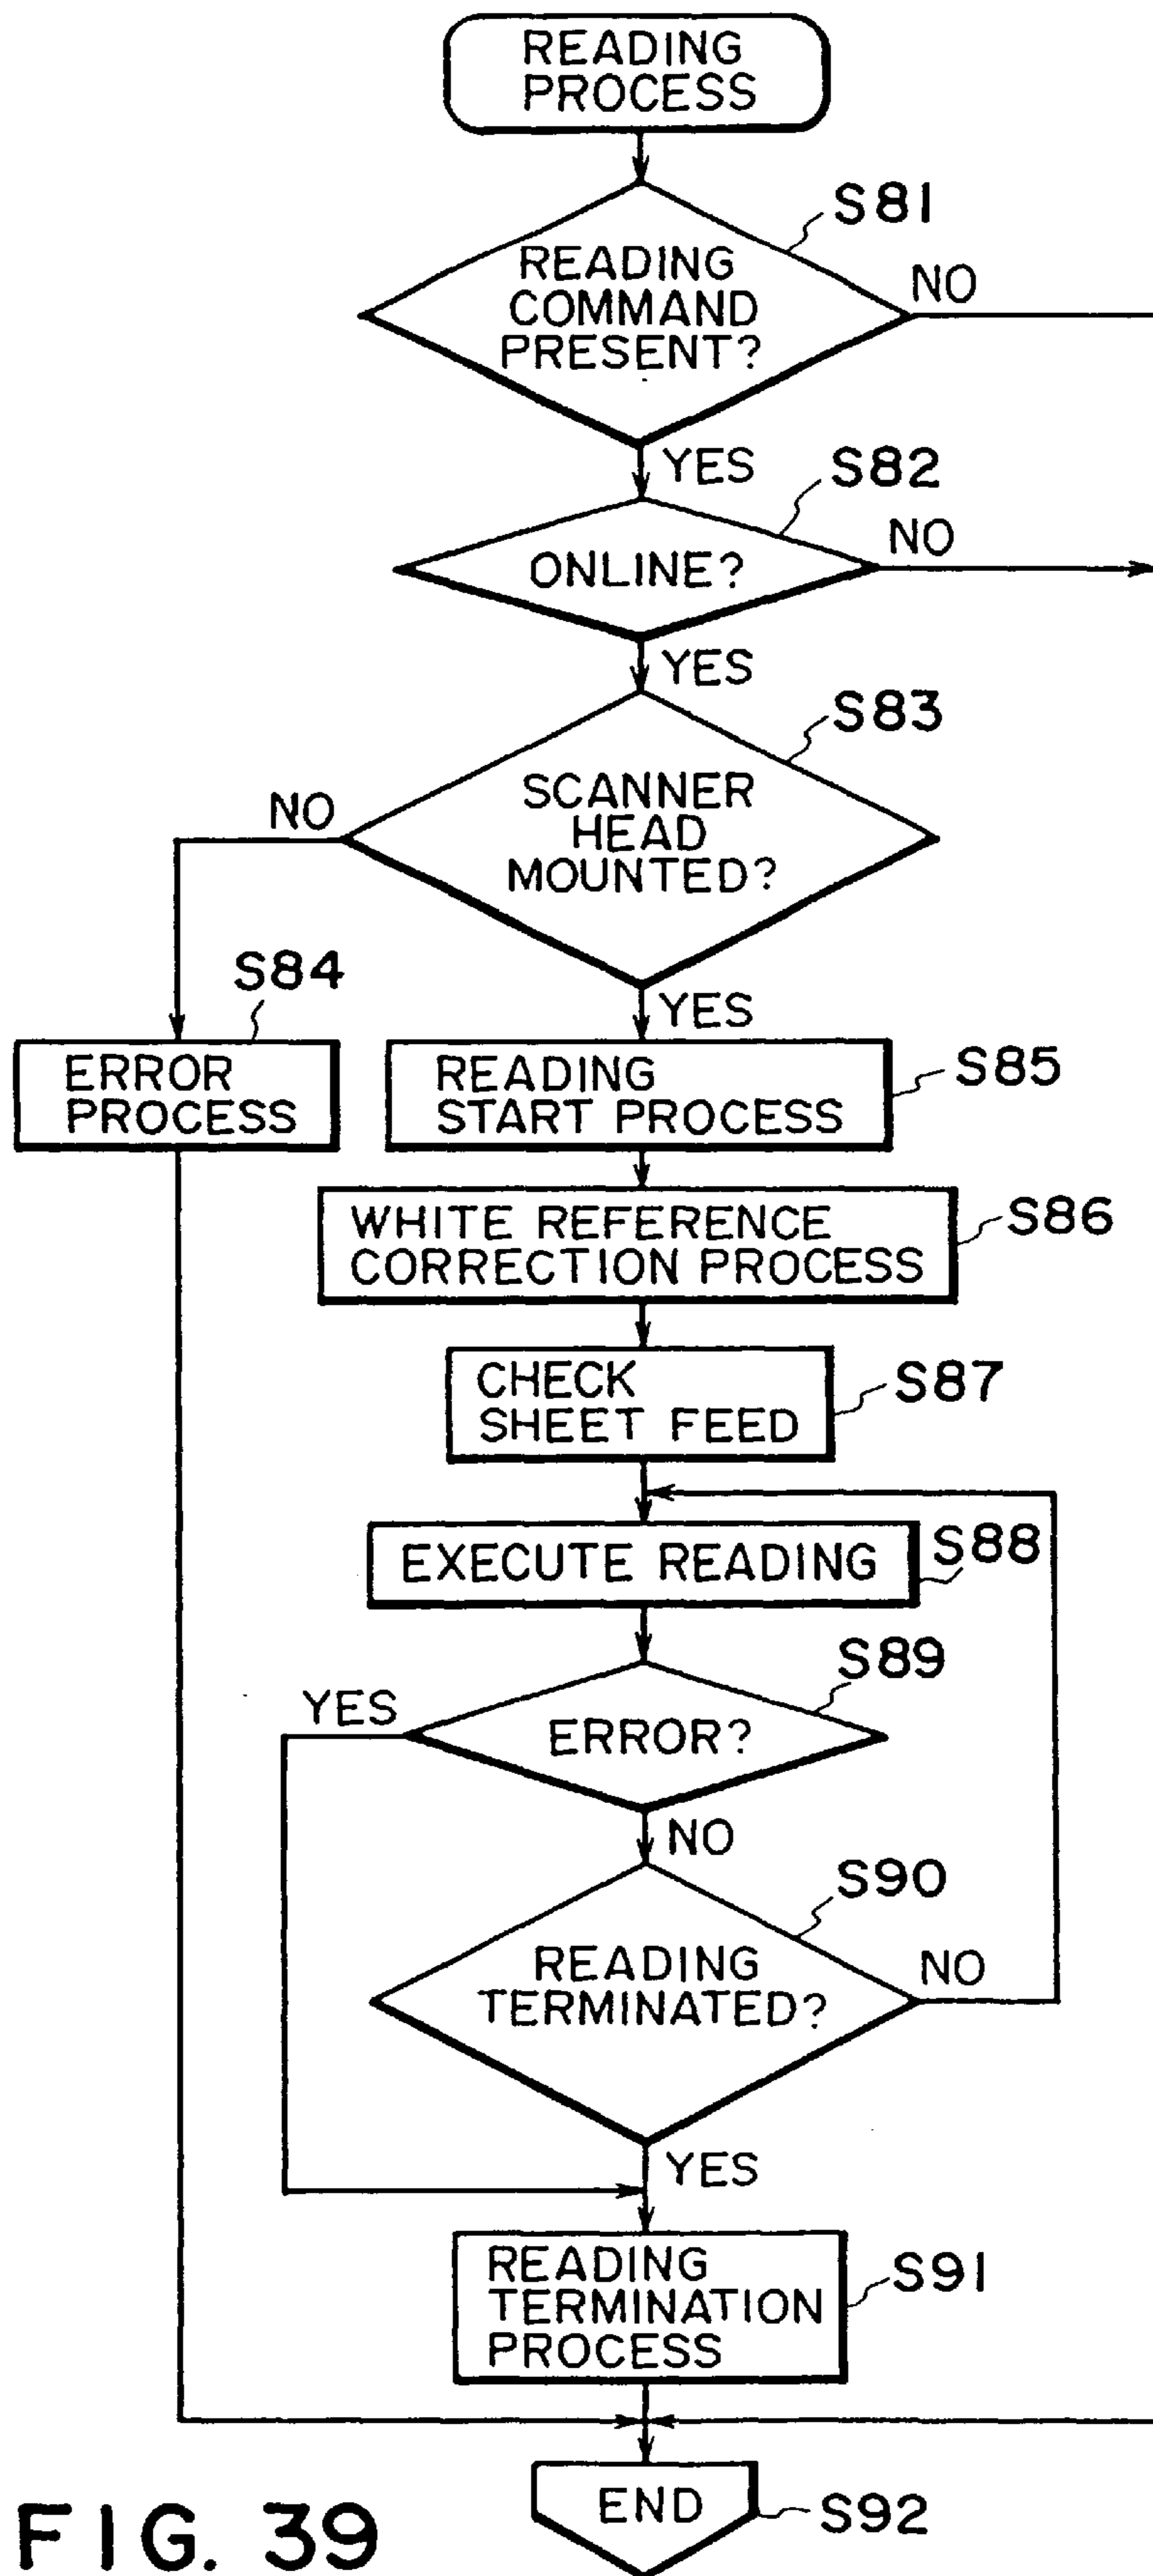 READING
PROCESS
S81
READING
COMMAND
PRESENT?
NO
YES
S82
ONLINE?
NO
YES
S83
SCANNER
HEAD
MOUNTED?
NO
YES
S84
ERROR
PROCESS
READING
START PROCESS
S85
WHITE REFERENCE
CORRECTION PROCESS
S86
CHECK
SHEET FEED
S87
EXECUTE READING
S88
S89
ERROR?
YES
NO
S90
READING
TERMINATED?
NO
YES
READING
TERMINATION
PROCESS
S91
END
S92
FIG. 39